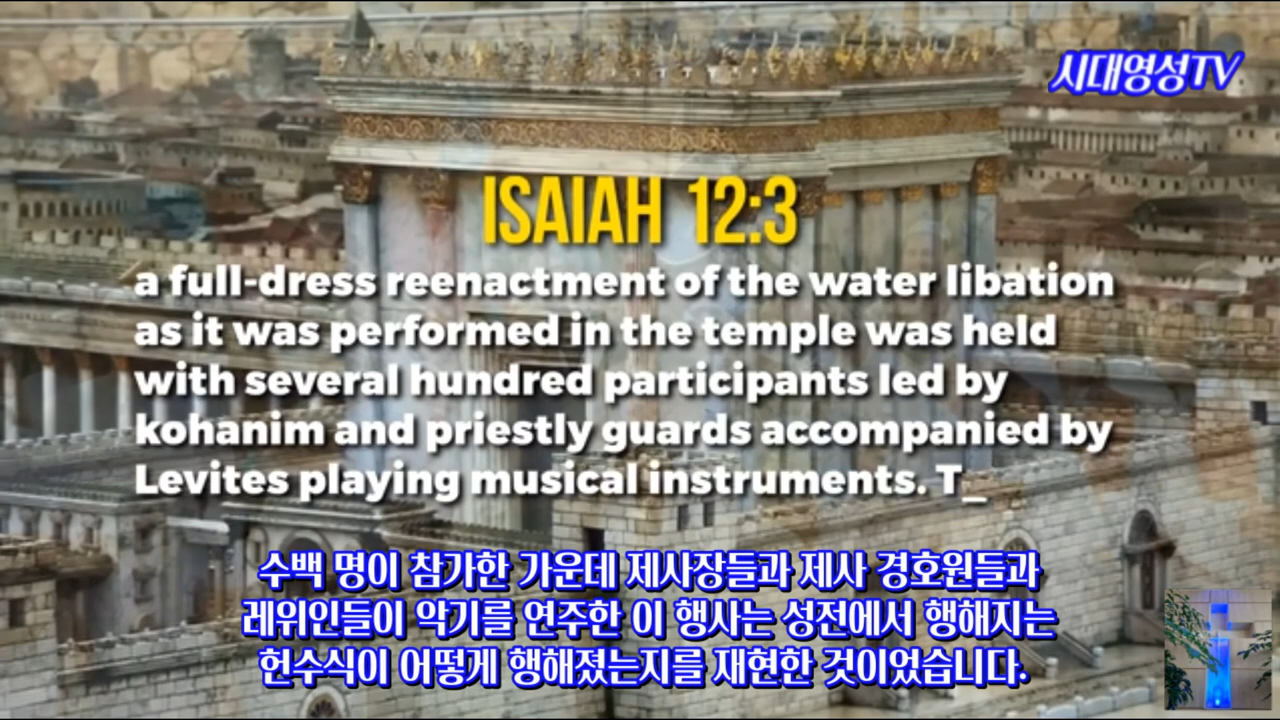 시대영성TV
ISAIAH 12:3
a full-dress reenactment of the water libation
as it was performed in the temple was held
with several hundred participants led by
kohanim and priestly guards accompanied by
Levites playing musical instruments. T_
수백 명이 참가한 가운데 제사장들과 제사 경호원들과
레위인들이 악기를 연주한 이 행사는 성전에서 행해지는
헌수식이 어떻게 행해졌는지를 재현한 것이었습니다.